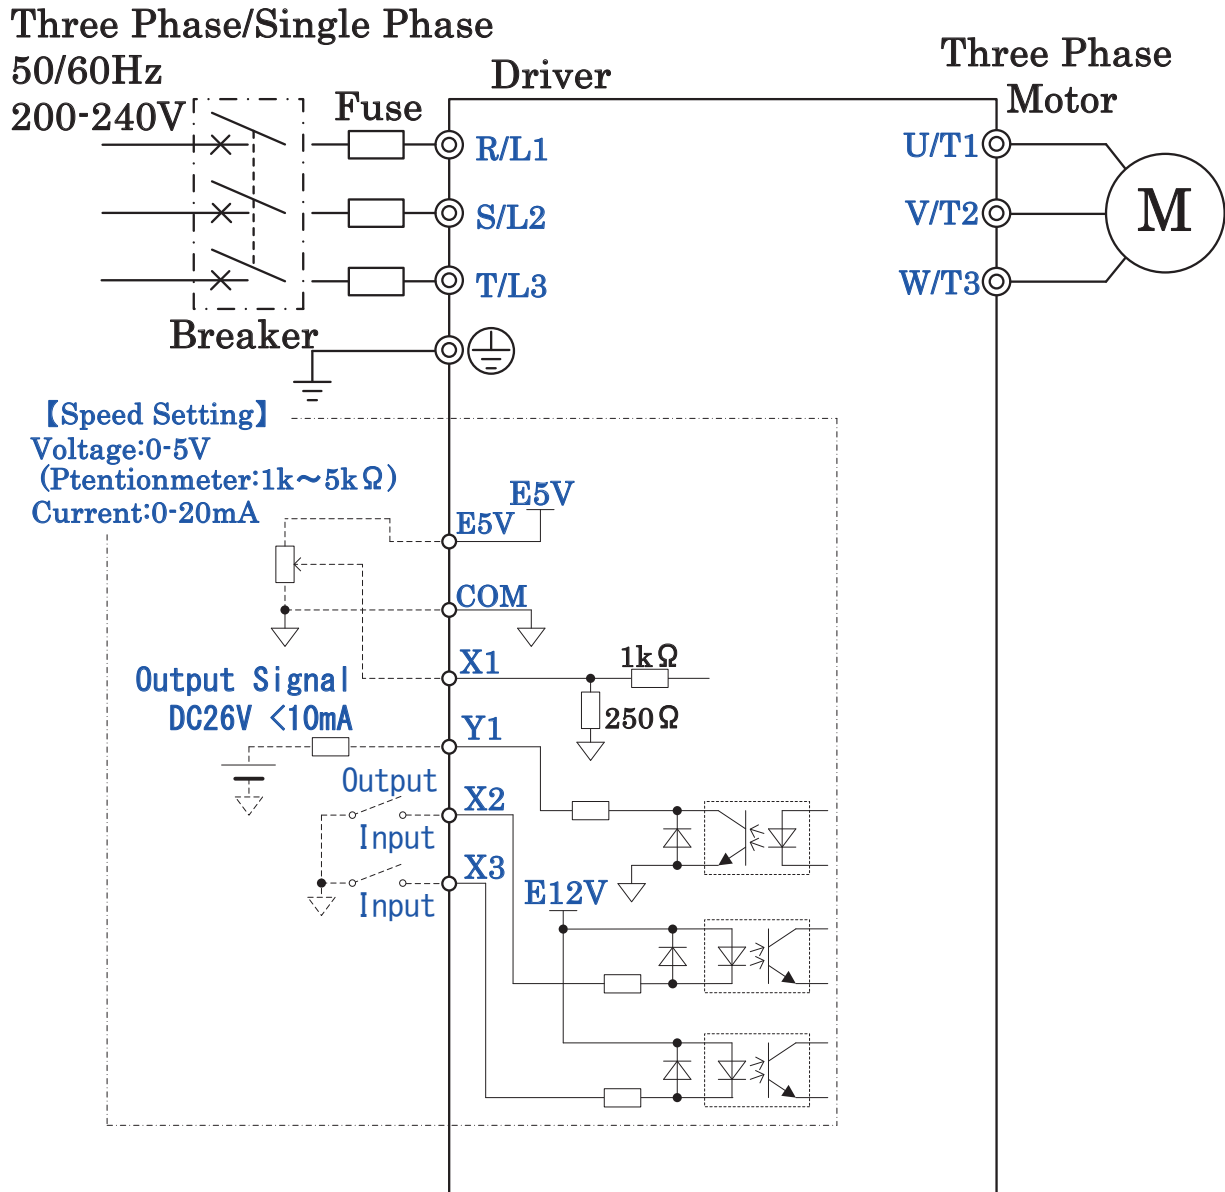 Three Phase/Single Phase
50/60Hz
200-240V
Fuse
Driver
Three Phase
Motor
R/L1
U/T1
S/L2
V/T2
M
T/L3
W/T3
Breaker
【Speed Setting】
Voltage:0-5V
(Ptentionmeter:1k～5kΩ)
Current:0-20mA
E5V
E5V
COM
X1
1kΩ
250Ω
Output Signal
DC26V <10mA
Y1
Output
X2
Input
X3
Input
E12V